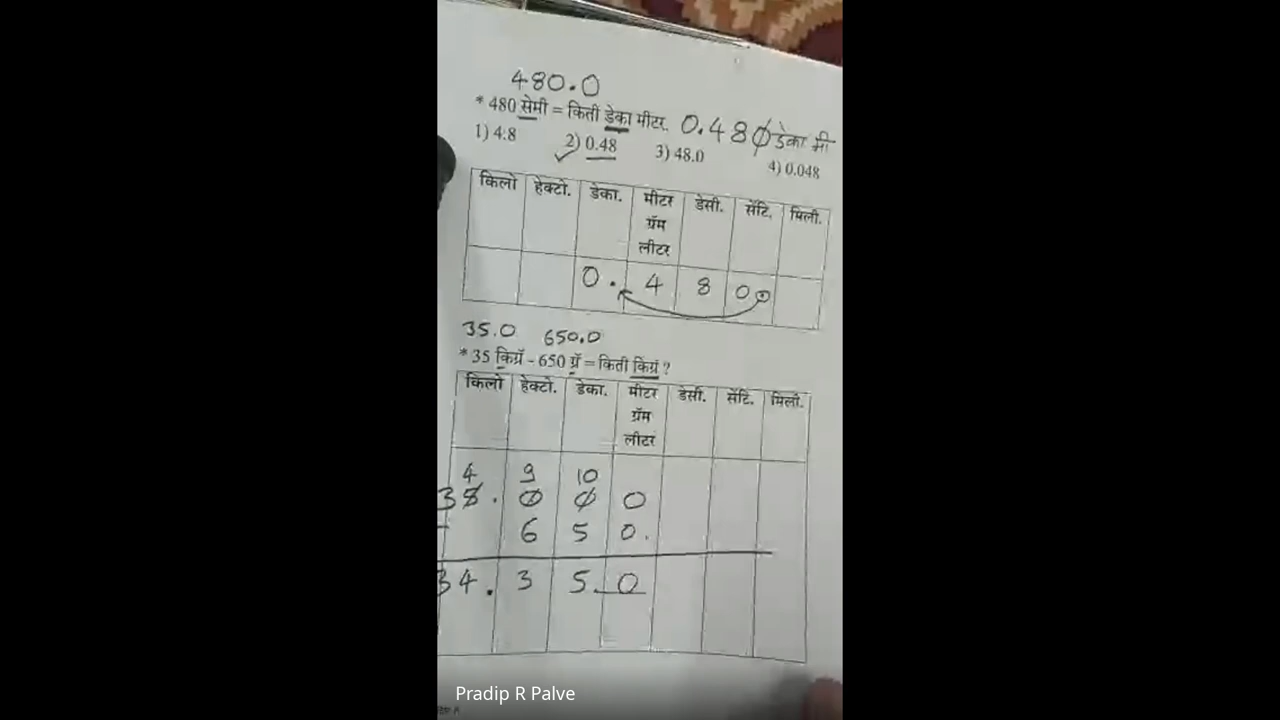 480.0
* 480 सेमी = किती डेका मीटर. 0.480 डेका मी
1) 4.8 2) 0.48 3) 48.0 4) 0.048
किलो हेक्टो. डेका. मीटर ग्रॅम लीटर डेसी. सेंटि. मिली.
0. 4 8 0
35.0 650.0
* 35 किग्रॅ - 650 ग्रॅ = किती किग्रॅ ?
किलो हेक्टो. डेका. मीटर ग्रॅम लीटर डेसी. सेंटि. मिली.
4 9 10
35. 0 0 0
- 6 5 0.
34. 3 5 0
Pradip R Palve